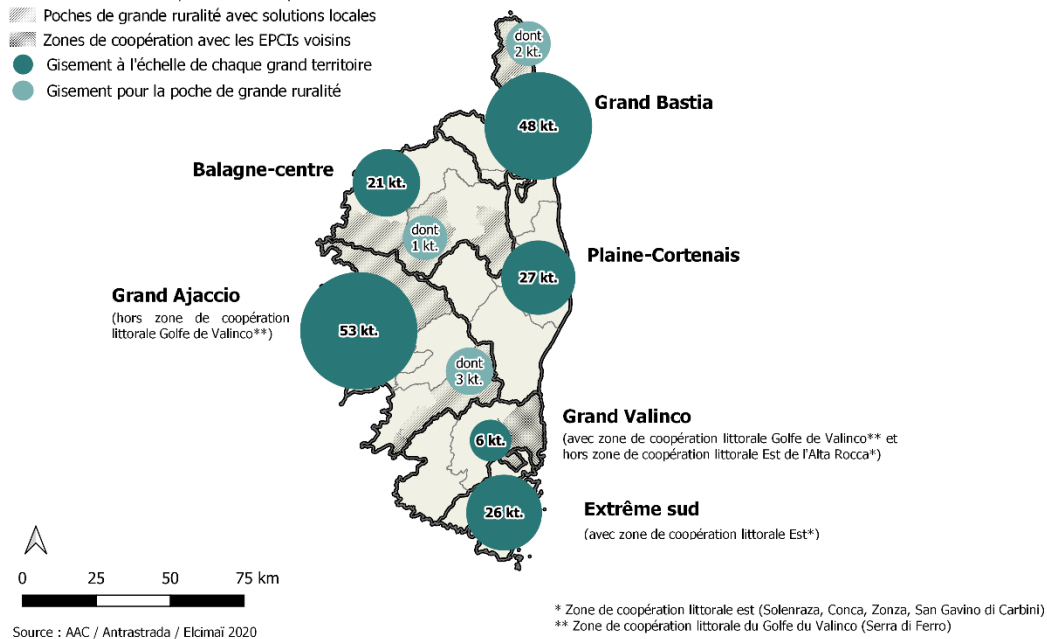 Poches de grande ruralité avec solutions locales
Zones de coopération avec les EPCIs voisins
Gisement à l'échelle de chaque grand territoire
Gisement pour la poche de grande ruralité
dont
2 kt.
Grand Bastia
48 kt.
Balagne-centre
21 kt.
dont
1 kt.
Plaine-Cortenais
27 kt.
Grand Ajaccio
(hors zone de coopération
littorale Golfe de Valinco**)
53 kt.
dont
3 kt.
Grand Valinco
(avec zone de coopération littorale Golfe de Valinco** et
hors zone de coopération littorale Est de l'Alta Rocca*)
6 kt.
Extrême sud
(avec zone de coopération littorale Est*)
26 kt.
0 25 50 75 km
* Zone de coopération littorale est (Solenraza, Conca, Zonza, San Gavino di Carbini)
** Zone de coopération littorale du Golfe du Valinco (Serra di Ferro)
Source : AAC / Antrastrada / Elcimaï 2020